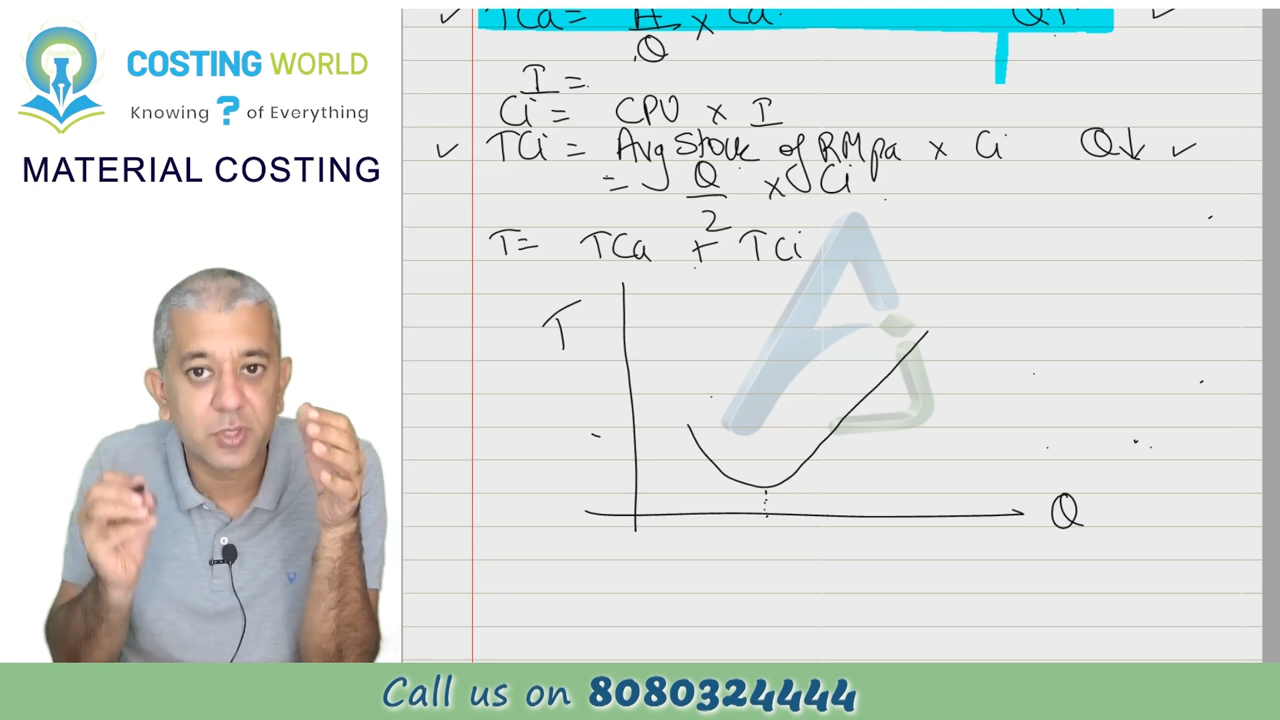 COSTING WORLD
Knowing ? of Everything
MATERIAL COSTING
TCa = A/Q × Ca. Q↑
I =
Ci = CPU × I
TCi = Avg Stock of RM pa × Ci Q↓
= Q/2 × Ci
T = TCa + TCi
T
Q
Call us on 8080324444